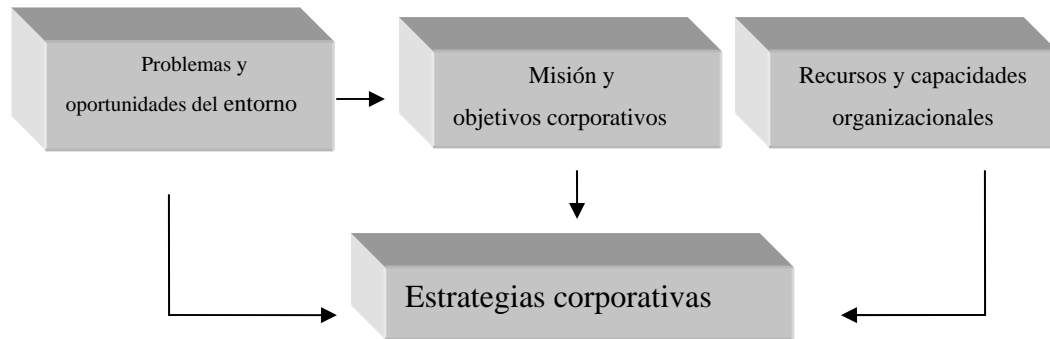 Problemas y
oportunidades del entorno
Misión y
objetivos corporativos
Recursos y capacidades
organizacionales
Estrategias corporativas